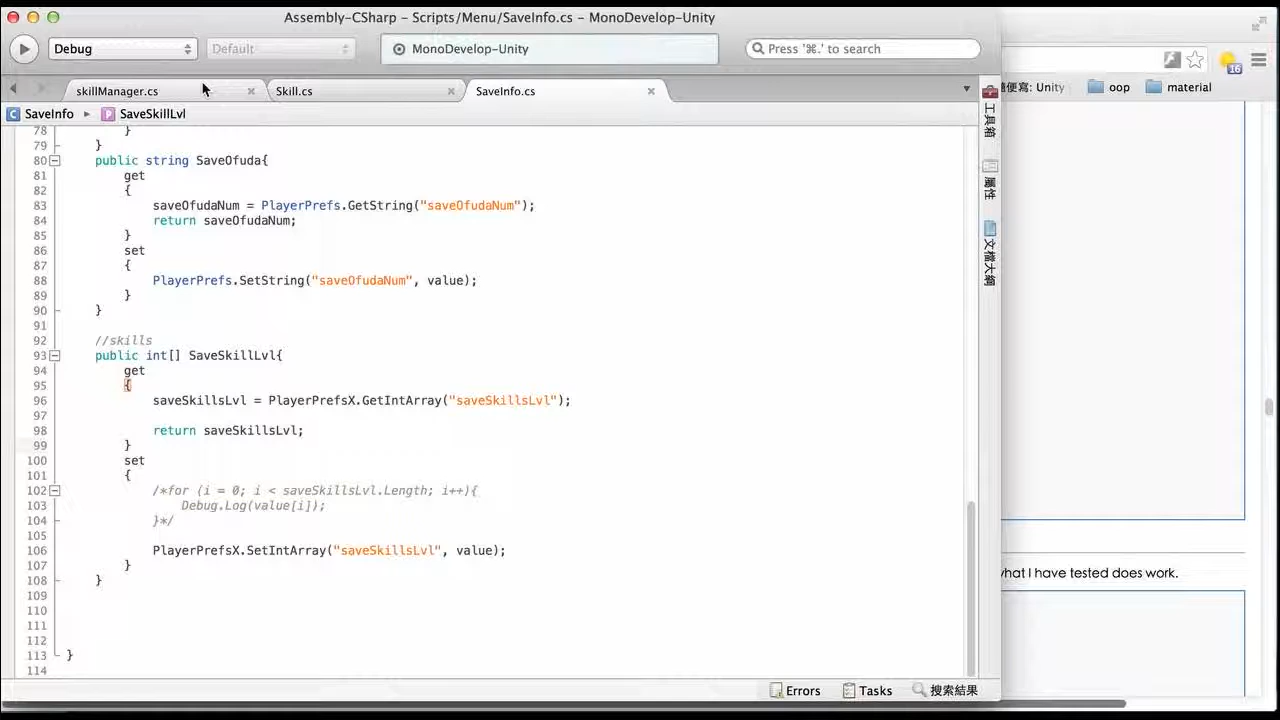 Assembly-CSharp – Scripts/Menu/SaveInfo.cs – MonoDevelop-Unity
Debug
Default
MonoDevelop-Unity
Press '⌘.' to search
16
skillManager.cs
Skill.cs
SaveInfo.cs
便寫: Unity
oop
material
SaveInfo
SaveSkillLvl
工具箱
屬性
文檔大綱
78 }
79 }
80 public string SaveOfuda{
81 get
82 {
83 saveOfudaNum = PlayerPrefs.GetString("saveOfudaNum");
84 return saveOfudaNum;
85 }
86 set
87 {
88 PlayerPrefs.SetString("saveOfudaNum", value);
89 }
90 }
91
92 //skills
93 public int[] SaveSkillLvl{
94 get
95 {
96 saveSkillsLvl = PlayerPrefsX.GetIntArray("saveSkillsLvl");
97
98 return saveSkillsLvl;
99 }
100 set
101 {
102 /*for (i = 0; i < saveSkillsLvl.Length; i++){
103 Debug.Log(value[i]);
104 }*/
105
106 PlayerPrefsX.SetIntArray("saveSkillsLvl", value);
107 }
108 }
109
110
111
112
113 }
114
what I have tested does work.
Errors
Tasks
搜索結果